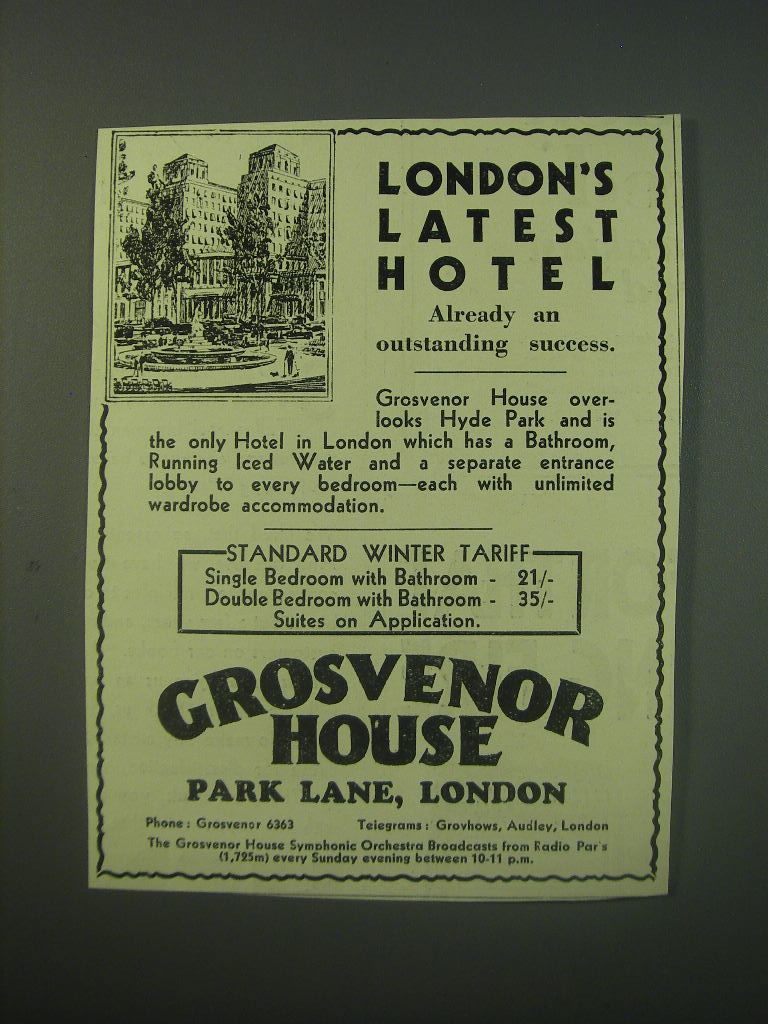 LONDON'S
LATEST
HOTEL
Already an
outstanding success.
Grosvenor House over-
looks Hyde Park and is
the only Hotel in London which has a Bathroom,
Running Iced Water and a separate entrance
lobby to every bedroom—each with unlimited
wardrobe accommodation.
STANDARD WINTER TARIFF
Single Bedroom with Bathroom - 21/-
Double Bedroom with Bathroom - 35/-
Suites on Application.
GROSVENOR
HOUSE
PARK LANE, LONDON
Phone : Grosvenor 6363 Telegrams : Grovhows, Audley, London
The Grosvenor House Symphonic Orchestra Broadcasts from Radio Paris
(1,725m) every Sunday evening between 10-11 p.m.